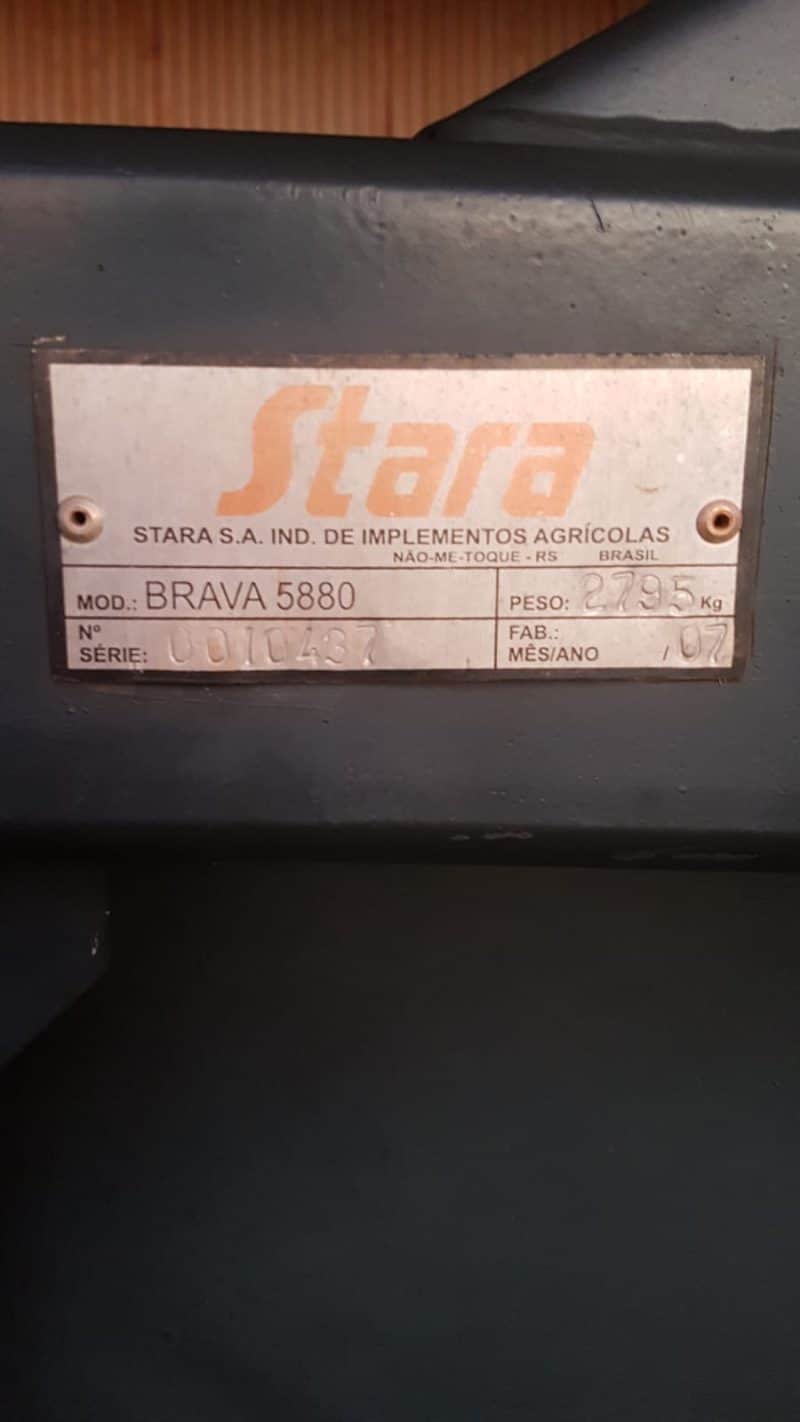 Stara
STARA S.A. IND. DE IMPLEMENTOS AGRÍCOLAS
NÃO-ME-TOQUE - RS BRASIL
MOD.: BRAVA 5880
PESO: 2795 Kg
Nº
SÉRIE: 0010437
FAB.:
MÊS/ANO / 07